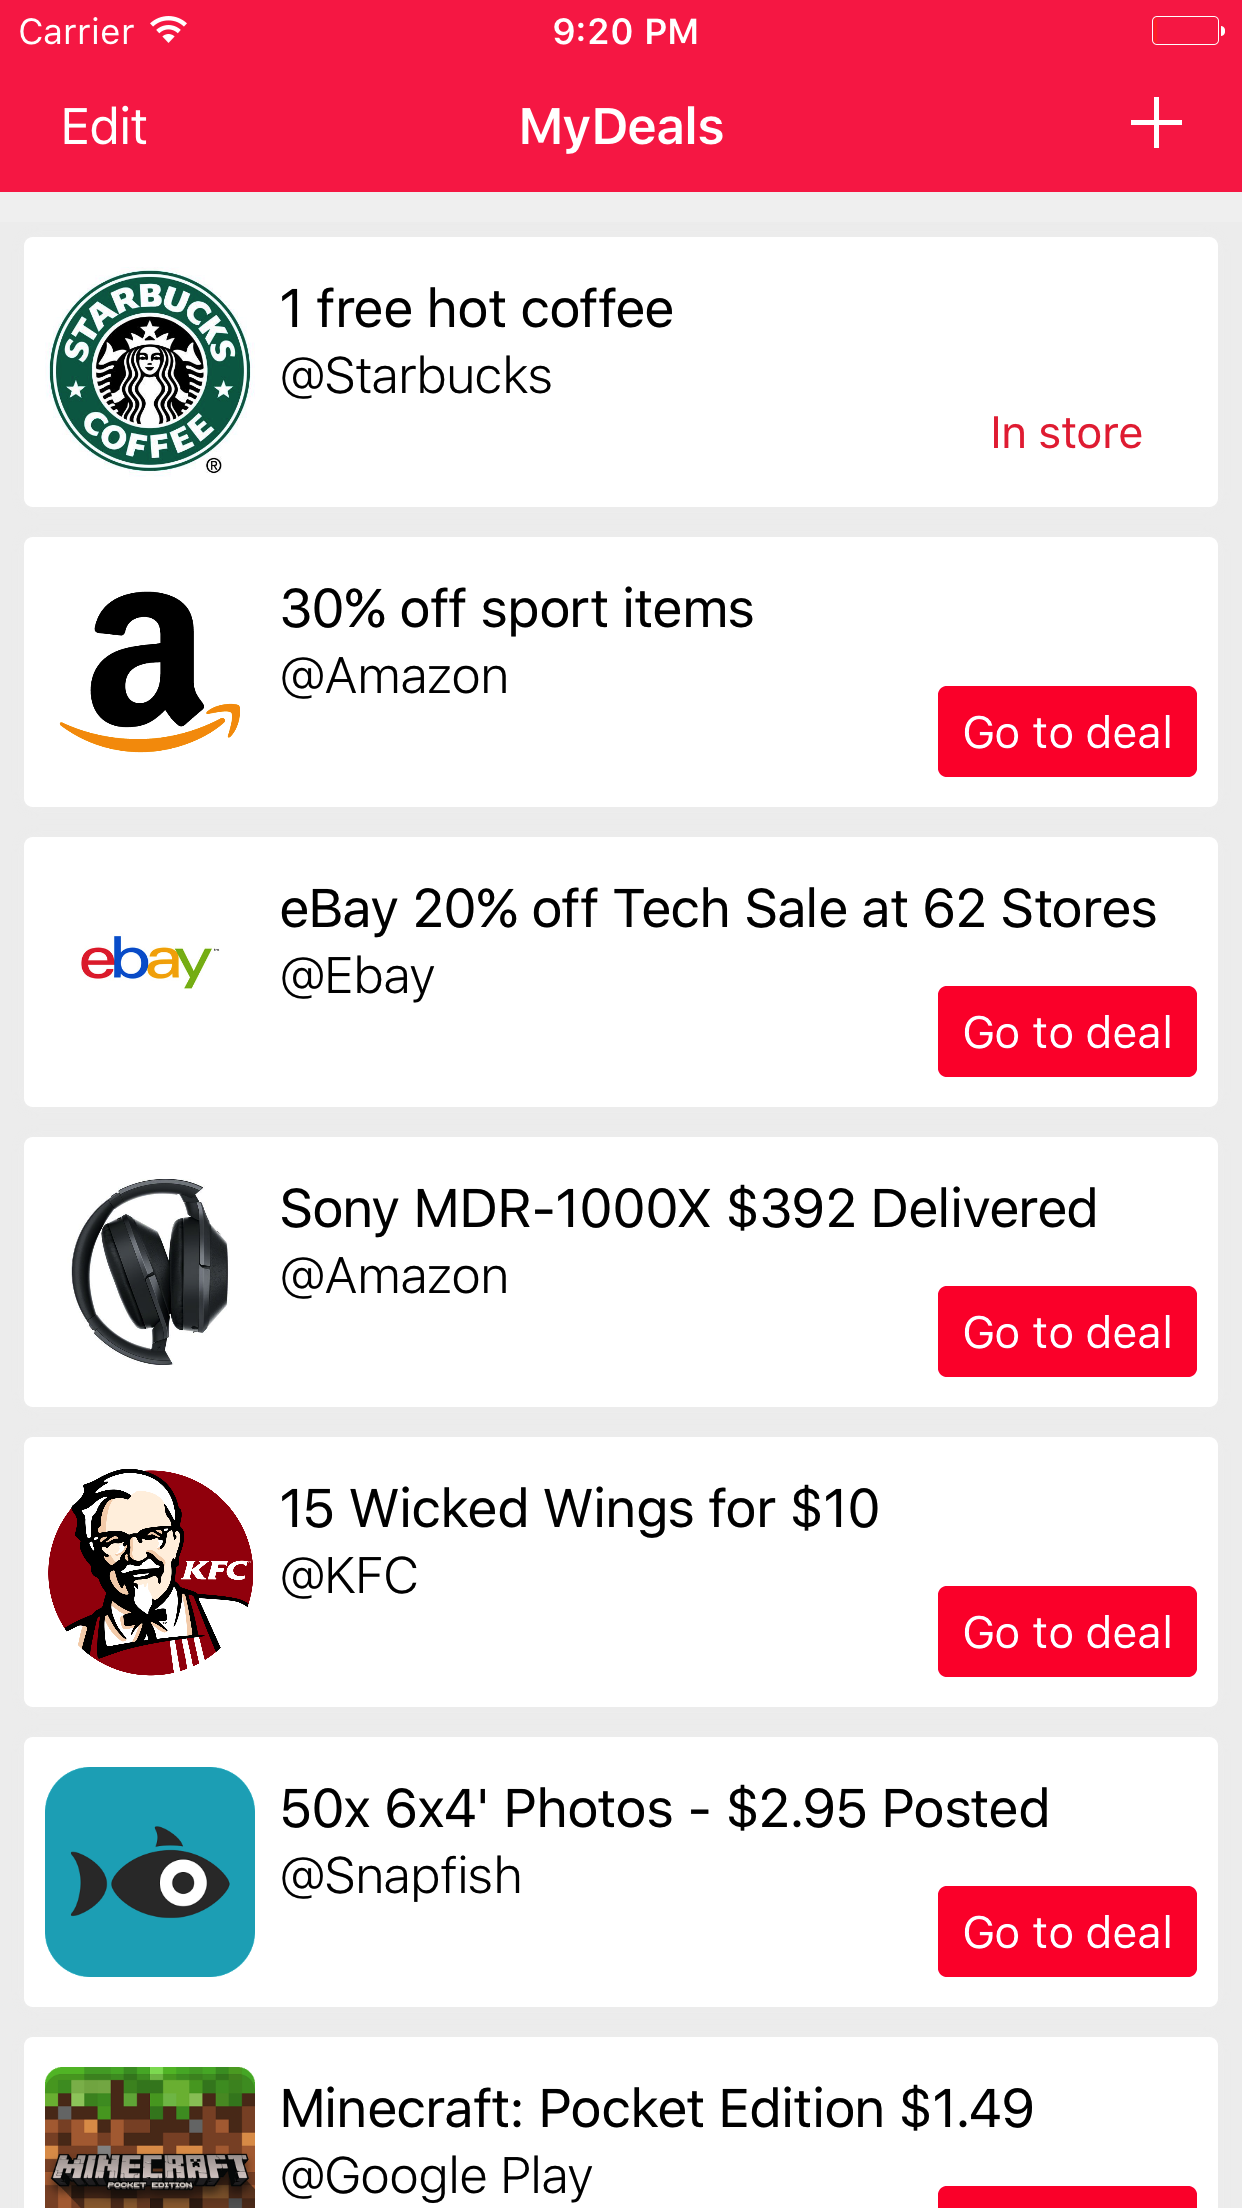 Carrier 9:20 PM
Edit MyDeals +
STARBUCKS
COFFEE
®
1 free hot coffee
@Starbucks
In store
a
30% off sport items
@Amazon
Go to deal
ebay™
eBay 20% off Tech Sale at 62 Stores
@Ebay
Go to deal
Sony MDR-1000X $392 Delivered
@Amazon
Go to deal
KFC
15 Wicked Wings for $10
@KFC
Go to deal
50x 6x4' Photos - $2.95 Posted
@Snapfish
Go to deal
MINECRAFT
POCKET EDITION
Minecraft: Pocket Edition $1.49
@Google Play